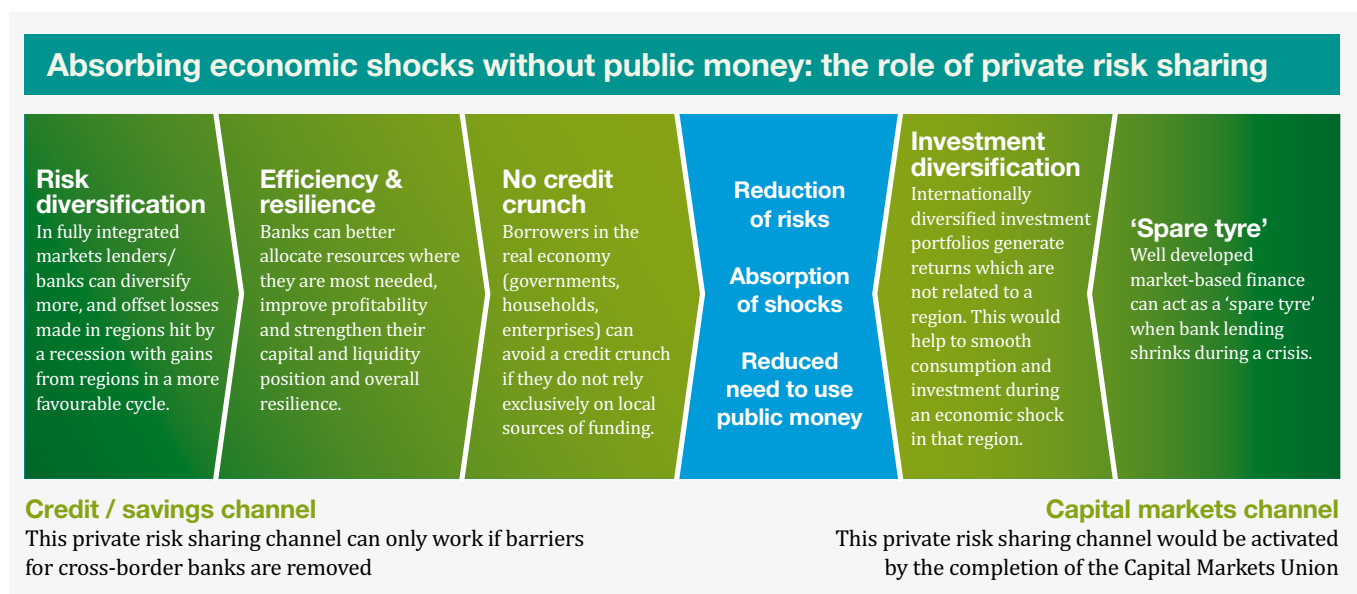 Absorbing economic shocks without public money: the role of private risk sharing
Risk
diversification
In fully integrated
markets lenders/
banks can diversify
more, and offset losses
made in regions hit by
a recession with gains
from regions in a more
favourable cycle.
Efficiency &
resilience
Banks can better
allocate resources where
they are most needed,
improve profitability
and strengthen their
capital and liquidity
position and overall
resilience.
No credit
crunch
Borrowers in the
real economy
(governments,
households,
enterprises) can
avoid a credit crunch
if they do not rely
exclusively on local
sources of funding.
Reduction
of risks
Absorption
of shocks
Reduced
need to use
public money
Investment
diversification
Internationally
diversified investment
portfolios generate
returns which are
not related to a
region. This would
help to smooth
consumption and
investment during
an economic shock
in that region.
‘Spare tyre’
Well developed
market-based finance
can act as a ‘spare tyre’
when bank lending
shrinks during a crisis.
Credit / savings channel
This private risk sharing channel can only work if barriers
for cross-border banks are removed
Capital markets channel
This private risk sharing channel would be activated
by the completion of the Capital Markets Union